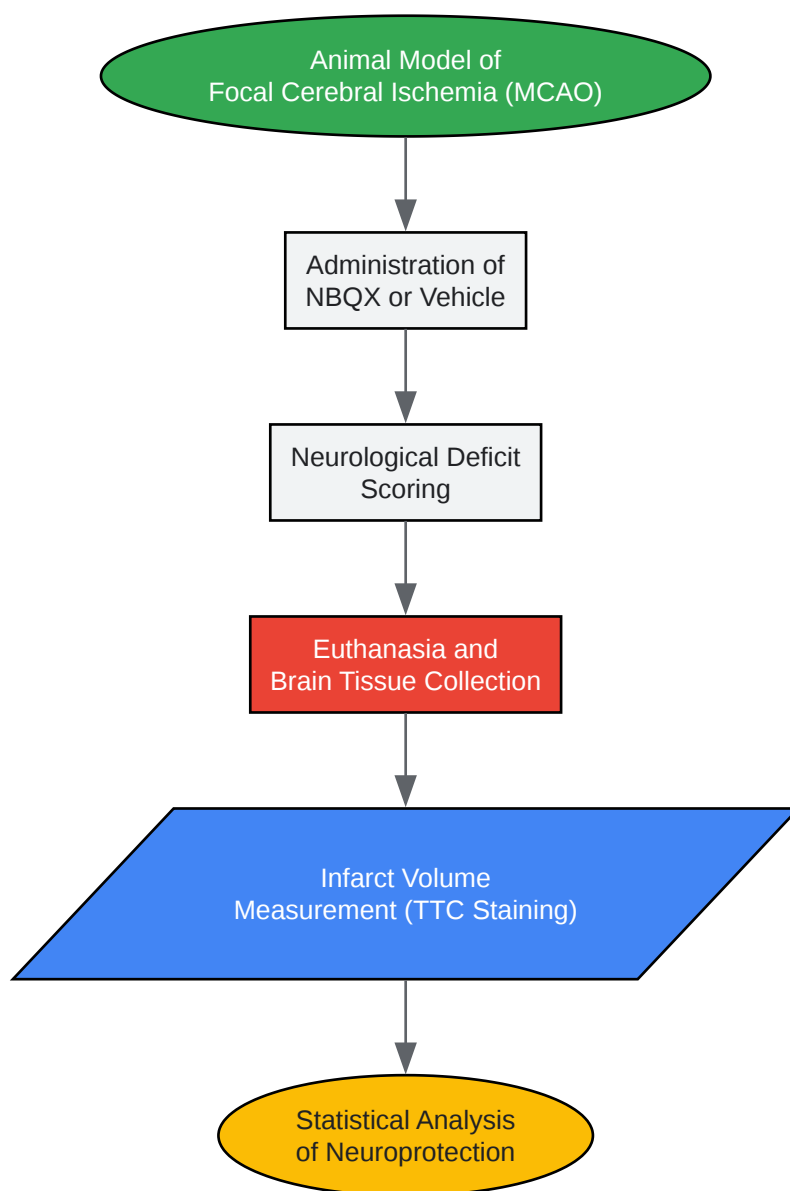 Animal Model of
Focal Cerebral Ischemia (MCAO)
Administration of
NBQX or Vehicle
Neurological Deficit
Scoring
Euthanasia and
Brain Tissue Collection
Infarct Volume
Measurement (TTC Staining)
Statistical Analysis
of Neuroprotection